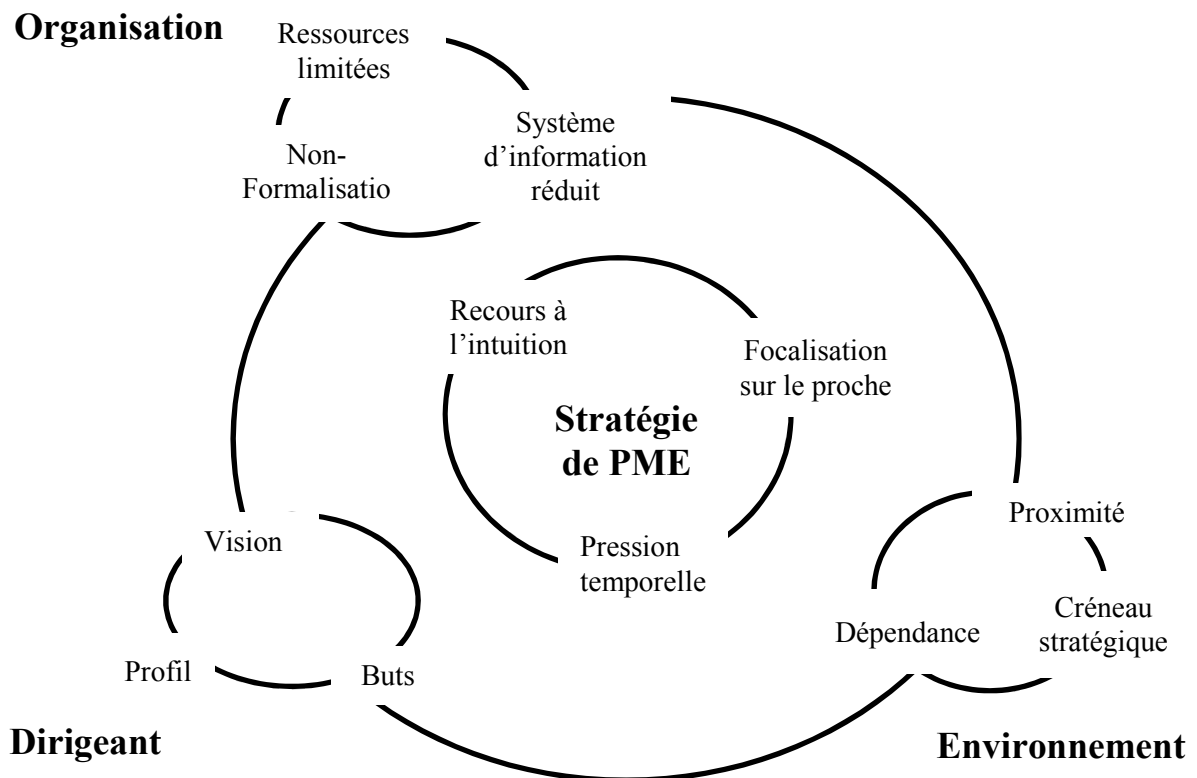 Organisation
Ressources
limitées
Système
d’information
réduit
Non-
Formalisatio
Recours à
l’intuition
Focalisation
sur le proche
Stratégie
de PME
Pression
temporelle
Vision
Profil
Buts
Dirigeant
Proximité
Créneau
stratégique
Dépendance
Environnement